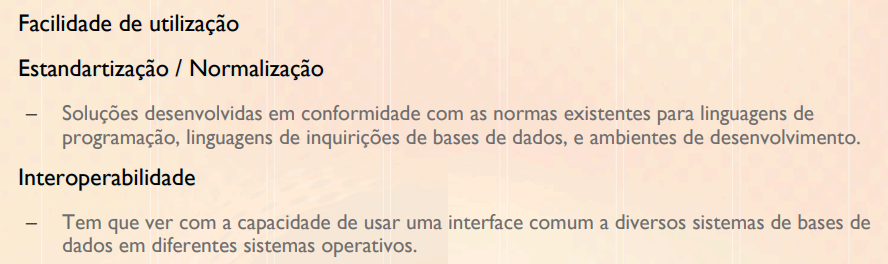 Facilidade de utilização
Estandartização / Normalização
– Soluções desenvolvidas em conformidade com as normas existentes para linguagens de
programação, linguagens de inquirições de bases de dados, e ambientes de desenvolvimento.
Interoperabilidade
– Tem que ver com a capacidade de usar uma interface comum a diversos sistemas de bases de
dados em diferentes sistemas operativos.